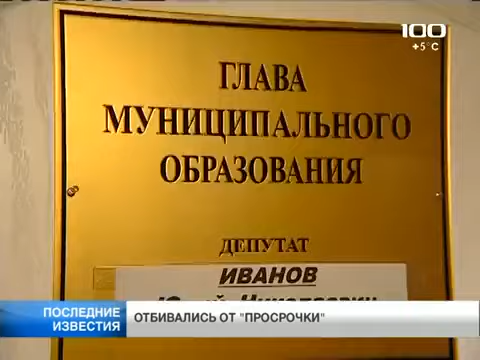 100
+5°C
ГЛАВА
МУНИЦИПАЛЬНОГО
ОБРАЗОВАНИЯ
ДЕПУТАТ
ИВАНОВ
ПОСЛЕДНИЕ
ИЗВЕСТИЯ
ОТБИВАЛИСЬ ОТ "ПРОСРОЧКИ"